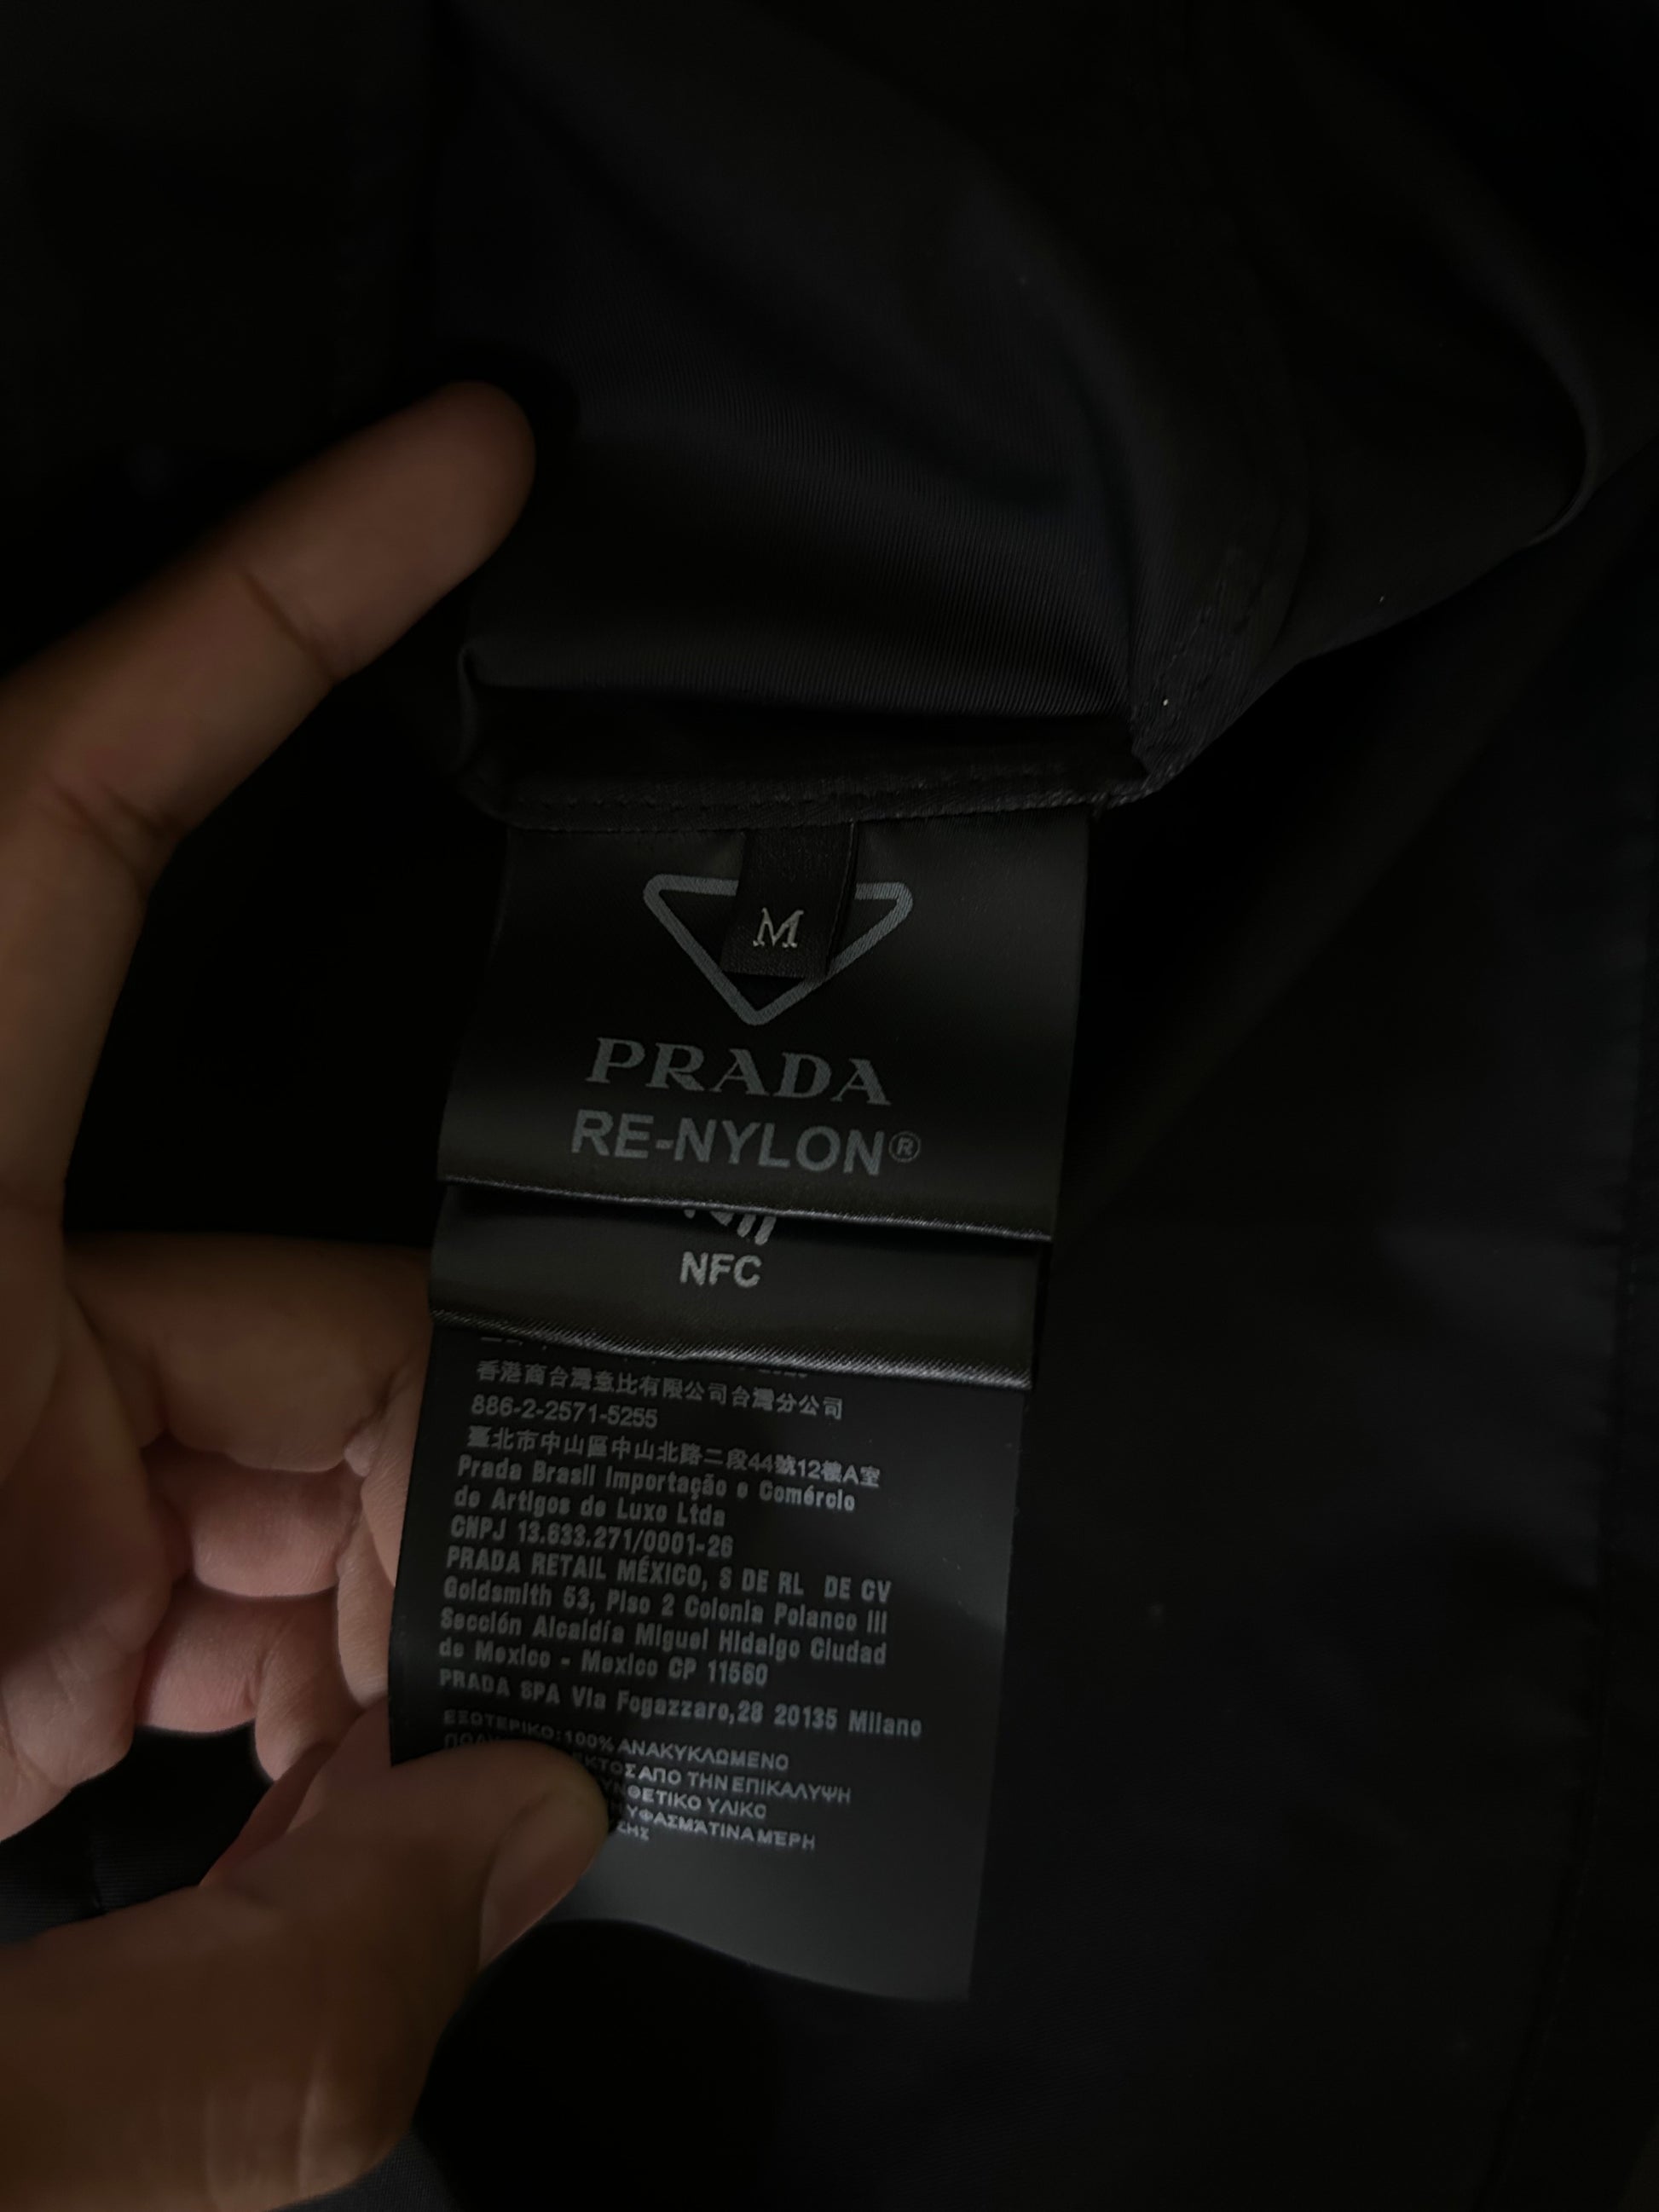 M
PRADA
RE-NYLON®
NFC
香港商台灣意比有限公司台灣分公司
886-2-2571-5255
臺北市中山區中山北路二段44號12樓A室
Prada Brasil Importação e Comércio
de Artigos de Luxo Ltda
CNPJ 13.633.271/0001-26
PRADA RETAIL MÉXICO, S DE RL DE CV
Goldsmith 53, Piso 2 Colonia Polanco III
Sección Alcaldía Miguel Hidalgo Ciudad
de Mexico - Mexico CP 11560
PRADA SPA Via Fogazzaro,28 20135 Milano
ΕΞΩΤΕΡΙΚΟ:100% ΑΝΑΚΥΚΛΩΜΕΝΟ
ΑΠΟ ΤΗΝ ΕΠΙΚΑΛΥΨΗ
ΥΛΙΚΟ
ΥΦΑΣΜΑΤΙΝΑ ΜΕΡΗ